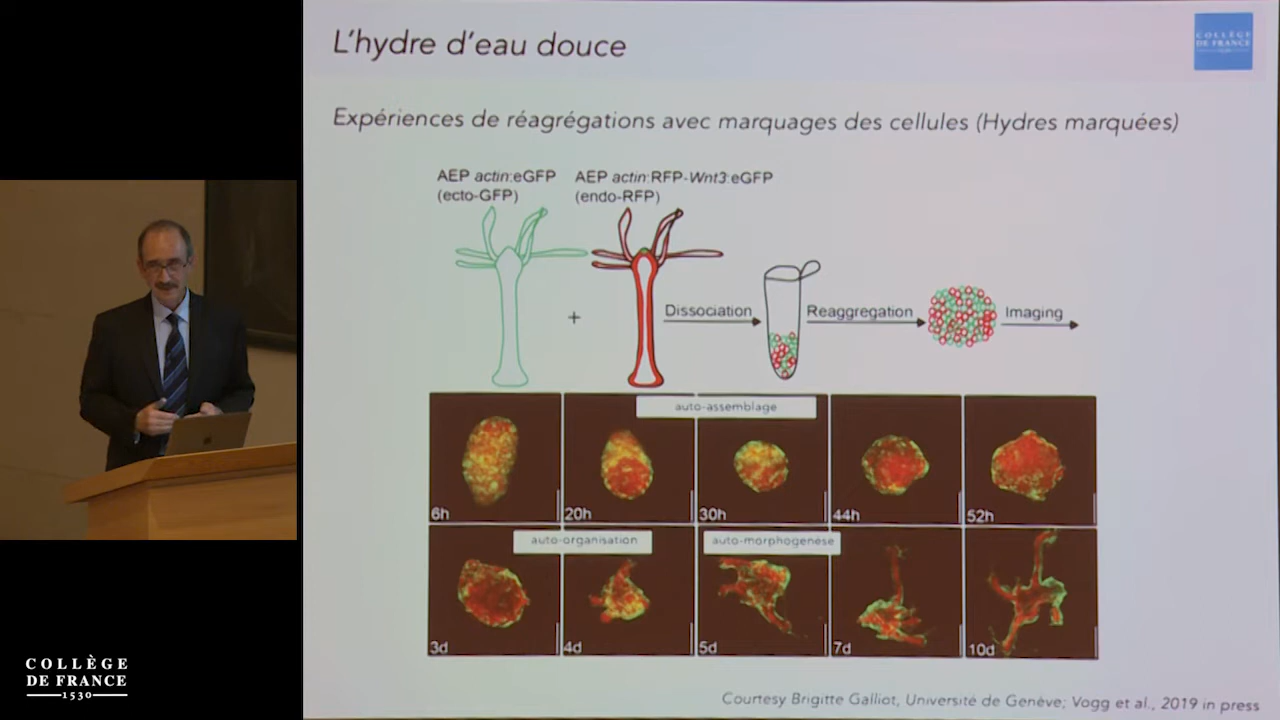 L'hydre d'eau douce
COLLÈGE
DE FRANCE
1530
Expériences de réagrégations avec marquages des cellules (Hydres marquées)
AEP actin:eGFP
(ecto-GFP)
AEP actin:RFP-Wnt3:eGFP
(endo-RFP)
+
Dissociation
Reaggregation
Imaging
auto-assemblage
6h
20h
30h
44h
52h
auto-organisation
auto-morphogenèse
3d
4d
5d
7d
10d
COLLÈGE
DE FRANCE
1530
Courtesy Brigitte Galliot, Université de Genève; Vogg et al., 2019 in press